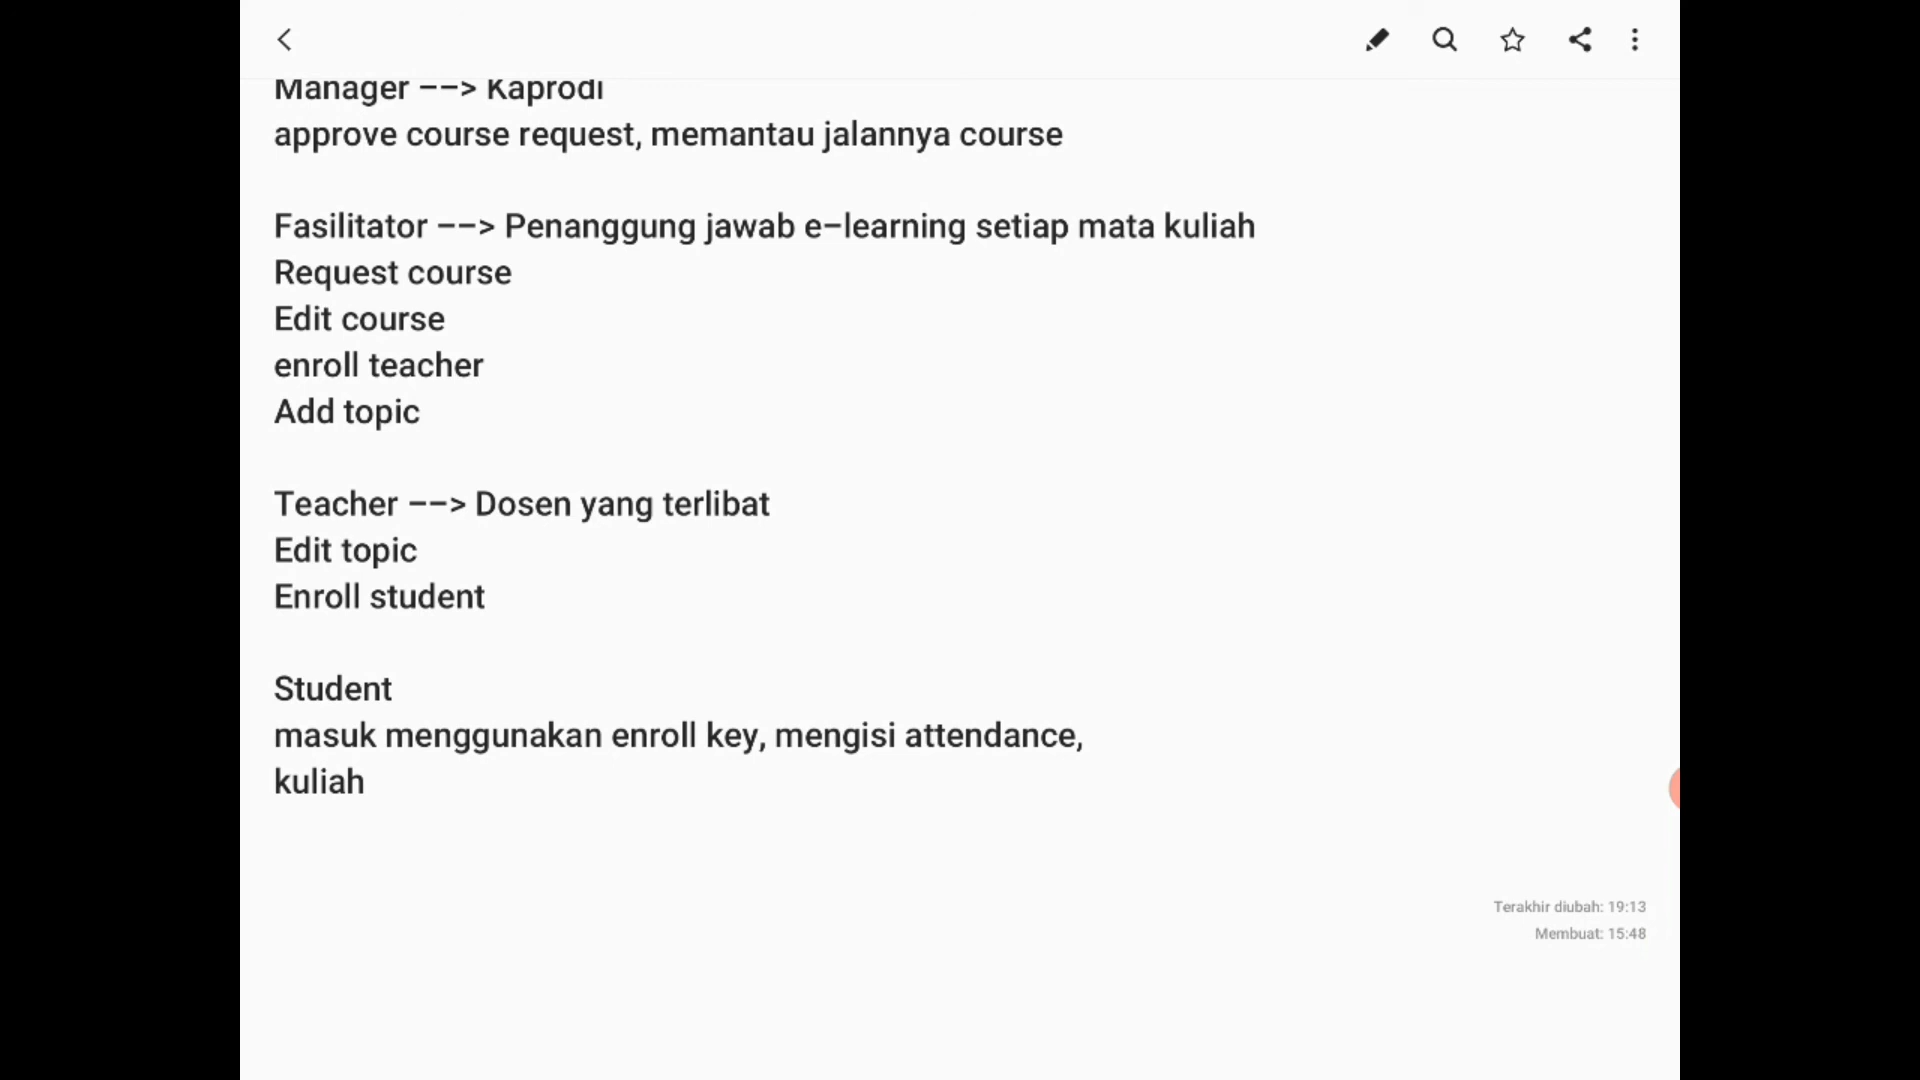 Manager --> Kaprodi
approve course request, memantau jalannya course
Fasilitator --> Penanggung jawab e-learning setiap mata kuliah
Request course
Edit course
enroll teacher
Add topic
Teacher --> Dosen yang terlibat
Edit topic
Enroll student
Student
masuk menggunakan enroll key, mengisi attendance,
kuliah
Terakhir diubah: 19:13
Membuat: 15:48